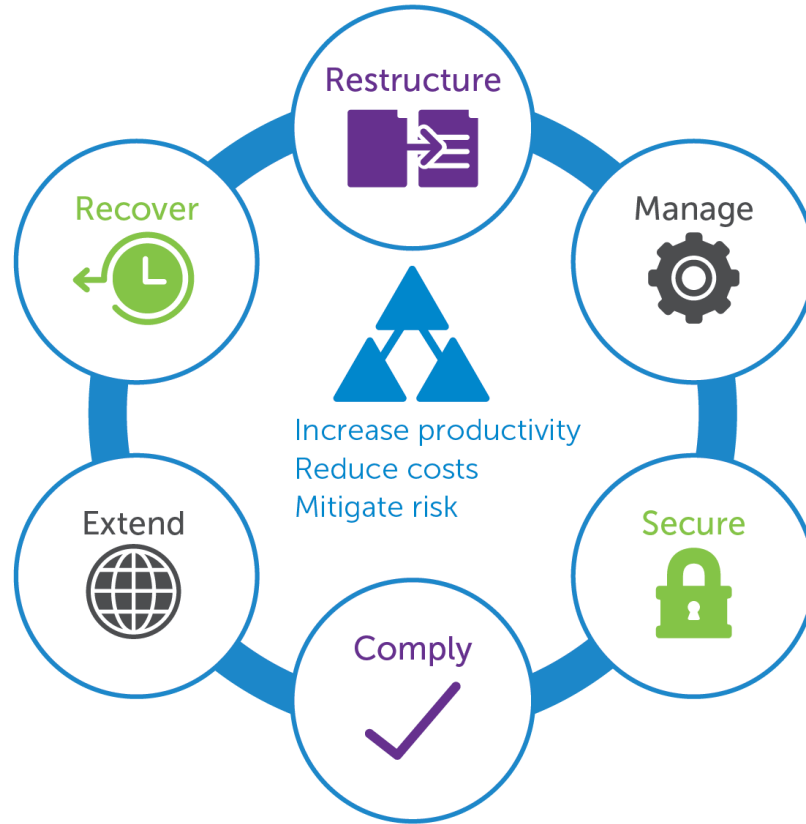 Restructure
Recover
Manage
Increase productivity
Reduce costs
Mitigate risk
Extend
Secure
Comply